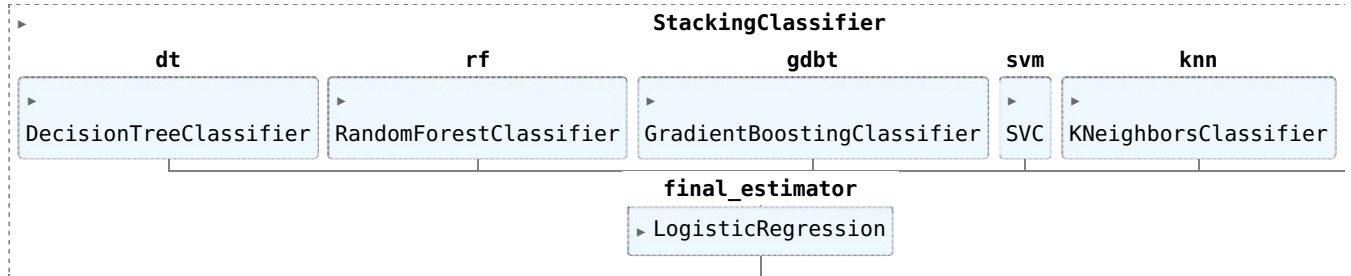 StackingClassifier
dt rf gdbt svm knn
DecisionTreeClassifier RandomForestClassifier GradientBoostingClassifier SVC KNeighborsClassifier
final_estimator
LogisticRegression